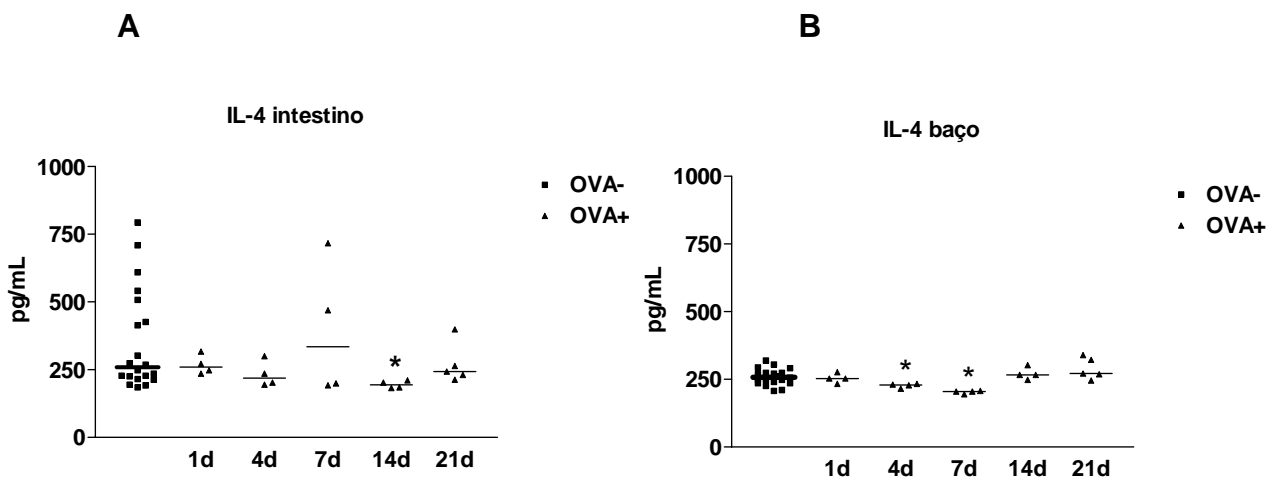 A
IL-4 intestino
1000
750
500
250
0
pg/mL
*
1d 4d 7d 14d 21d
OVA-
OVA+
B
IL-4 baço
1000
750
500
250
0
pg/mL
* *
1d 4d 7d 14d 21d
OVA-
OVA+